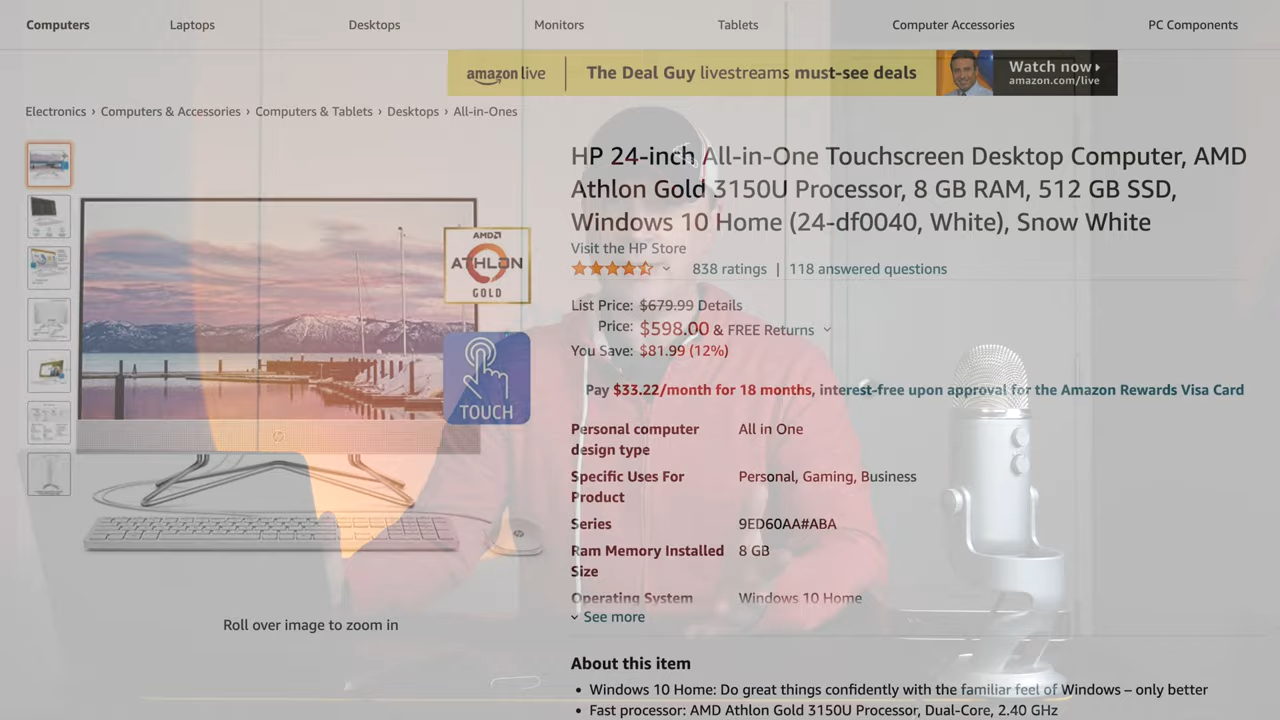 Computers Laptops Desktops Monitors Tablets Computer Accessories PC Components
amazon live The Deal Guy livestreams must-see deals Watch now
amazon.com/live
Electronics › Computers & Accessories › Computers & Tablets › Desktops › All-in-Ones
HP 24-inch All-in-One Touchscreen Desktop Computer, AMD
Athlon Gold 3150U Processor, 8 GB RAM, 512 GB SSD,
Windows 10 Home (24-df0040, White), Snow White
Visit the HP Store
838 ratings | 118 answered questions
AMD
ATHLON
GOLD
TOUCH
hp
List Price: $679.99 Details
Price: $598.00 & FREE Returns
You Save: $81.99 (12%)
Pay $33.22/month for 18 months, interest-free upon approval for the Amazon Rewards Visa Card
Personal computer All in One
design type
Specific Uses For Personal, Gaming, Business
Product
Series 9ED60AA#ABA
Ram Memory Installed 8 GB
Size
Operating System Windows 10 Home
See more
Roll over image to zoom in
About this item
• Windows 10 Home: Do great things confidently with the familiar feel of Windows – only better
• Fast processor: AMD Athlon Gold 3150U Processor, Dual-Core, 2.40 GHz